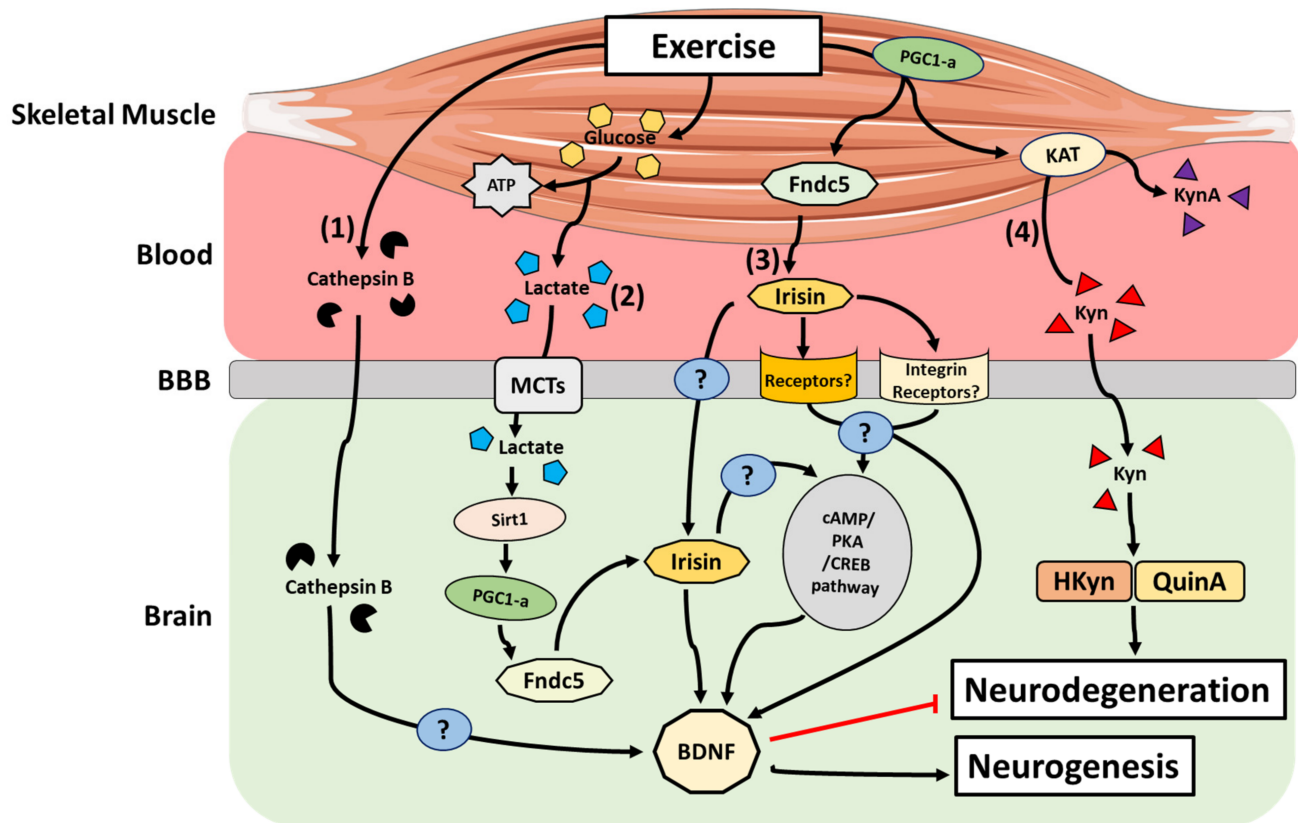 Exercise
PGC1-a
Skeletal Muscle
Glucose
KAT
ATP
Fndc5
KynA
(1)
(4)
Blood
(3)
Cathepsin B
Lactate
(2)
Irisin
Kyn
BBB
MCTs
?
Receptors?
Integrin
Receptors?
?
Lactate
?
Kyn
Sirt1
cAMP/
PKA
/CREB
pathway
Irisin
Cathepsin B
HKyn
QuinA
PGC1-a
Brain
Fndc5
Neurodegeneration
?
BDNF
Neurogenesis